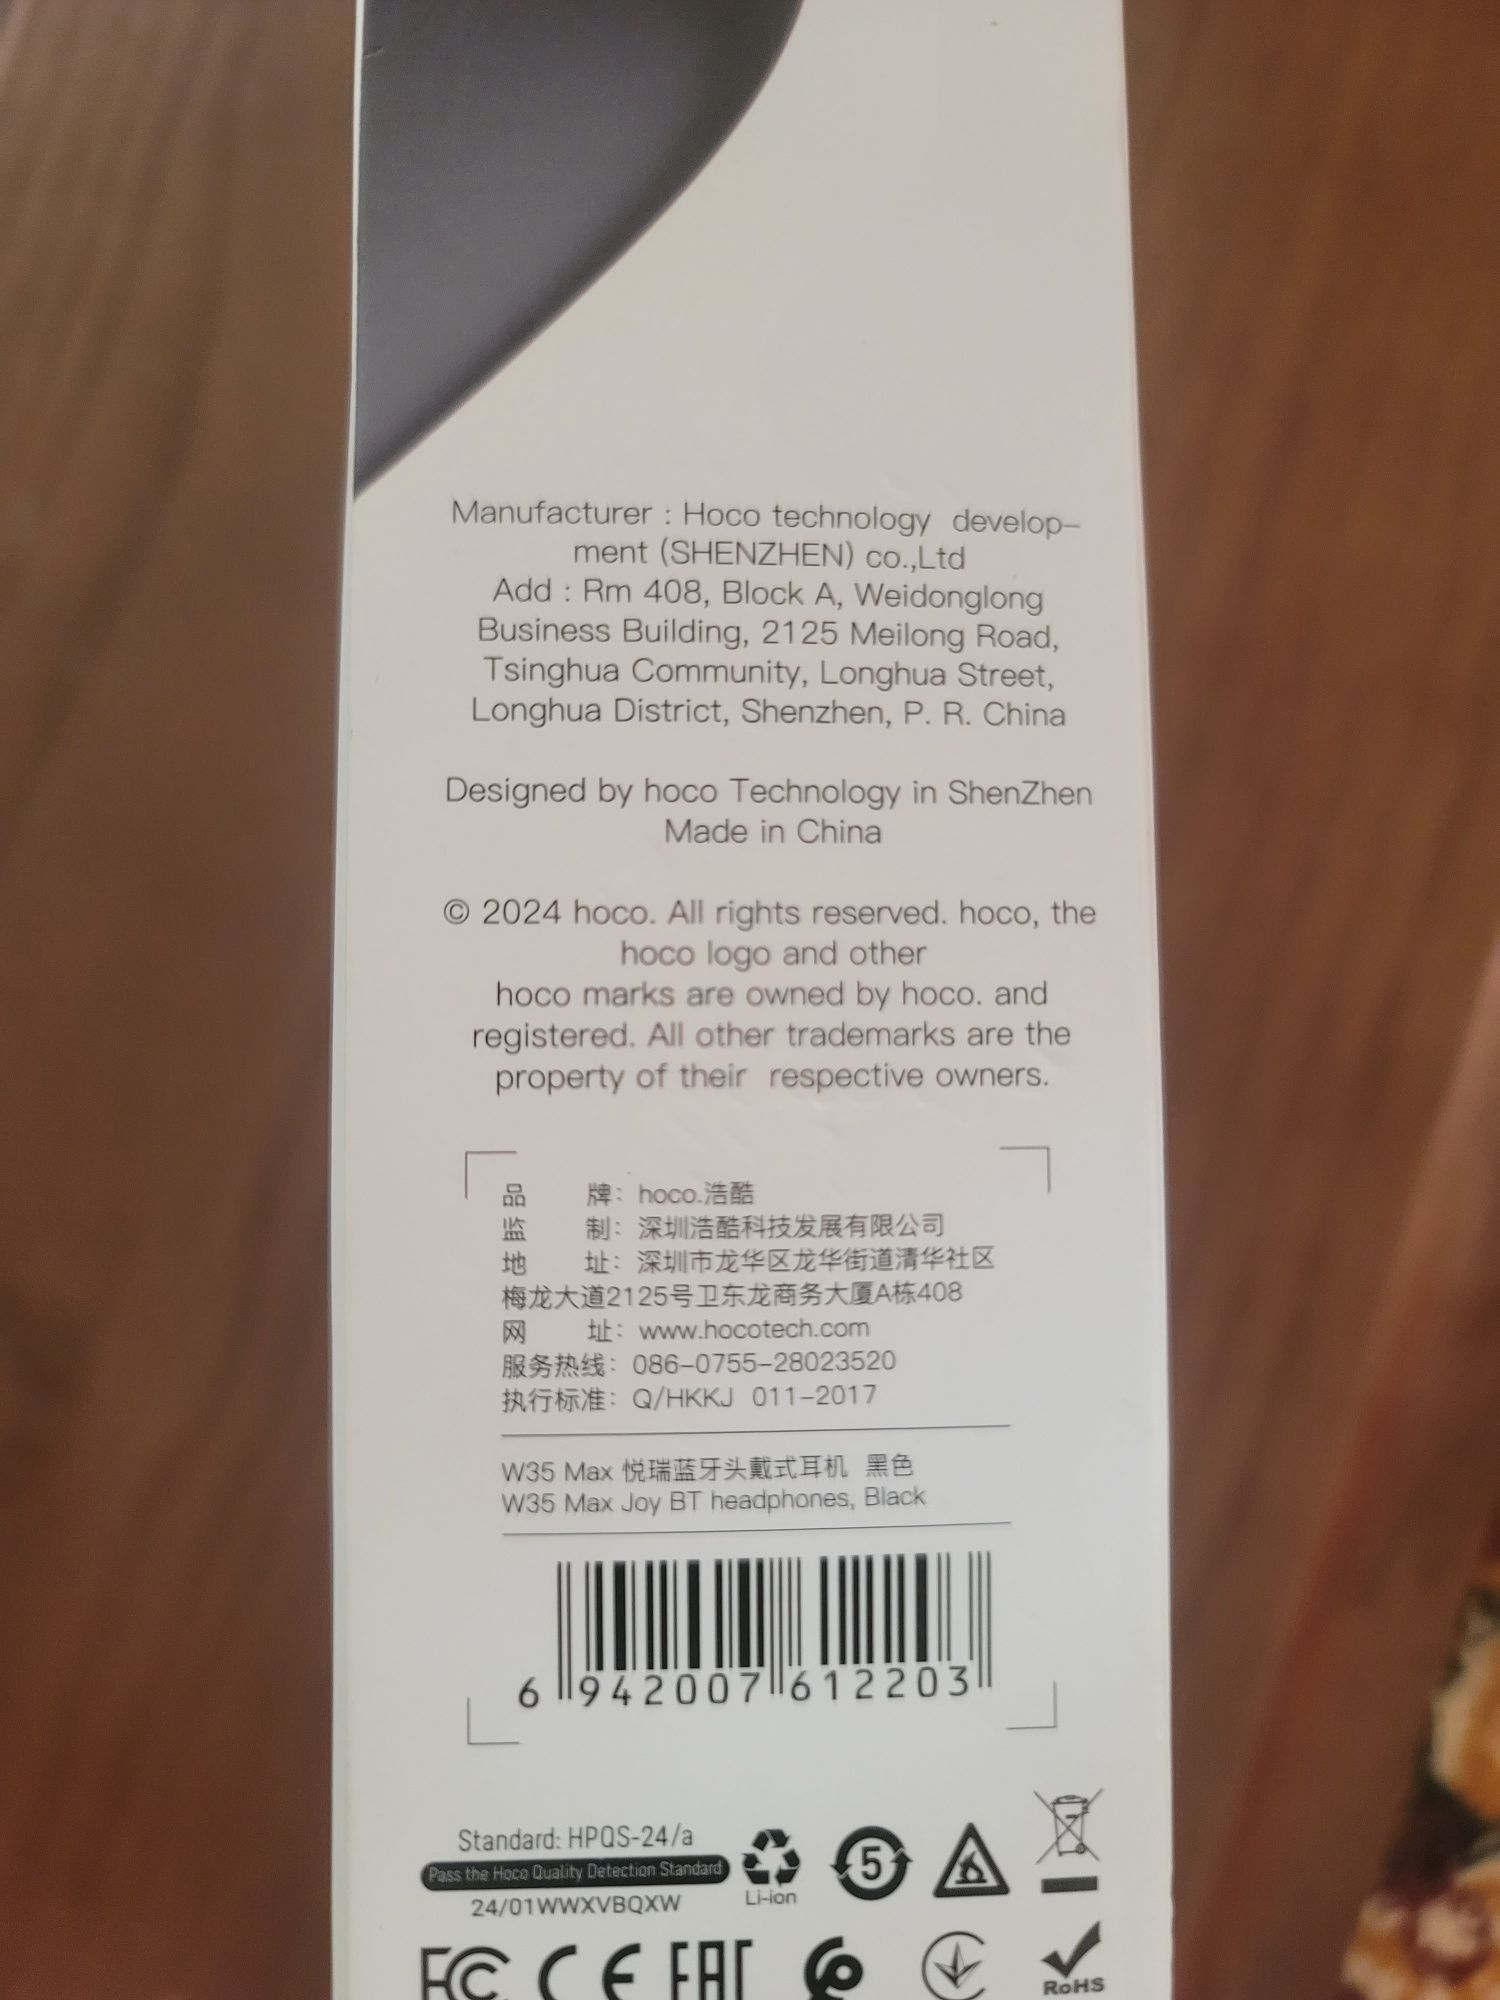 Manufacturer : Hoco technology develop-
ment (SHENZHEN) co.,Ltd
Add : Rm 408, Block A, Weidonglong
Business Building, 2125 Meilong Road,
Tsinghua Community, Longhua Street,
Longhua District, Shenzhen, P. R. China
Designed by hoco Technology in ShenZhen
Made in China
© 2024 hoco. All rights reserved. hoco, the
hoco logo and other
hoco marks are owned by hoco. and
registered. All other trademarks are the
property of their respective owners.
品 牌：hoco.浩酷
监 制：深圳浩酷科技发展有限公司
地 址：深圳市龙华区龙华街道清华社区
梅龙大道2125号卫东龙商务大厦A栋408
网 址：www.hocotech.com
服务热线：086-0755-28023520
执行标准：Q/HKKJ 011-2017
W35 Max 悦瑞蓝牙头戴式耳机 黑色
W35 Max Joy BT headphones, Black
6 942007 612203
Standard: HPQS-24/a
Pass the Hoco Quality Detection Standard
24/01WWXVBQXW
Li-ion
5
FC CE EAC
RoHS